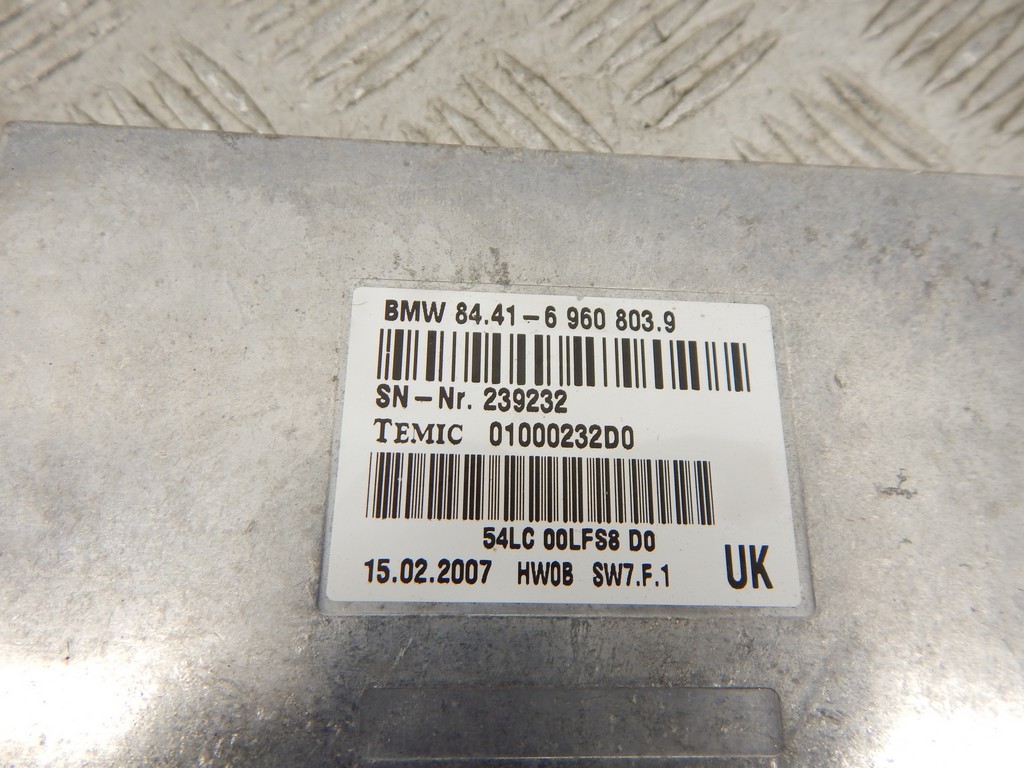 BMW 84.41-6 960 803.9
SN-Nr. 239232
TEMIC 01000232D0
54LC 00LFS8 D0
15.02.2007 HW0B SW7.F.1 UK